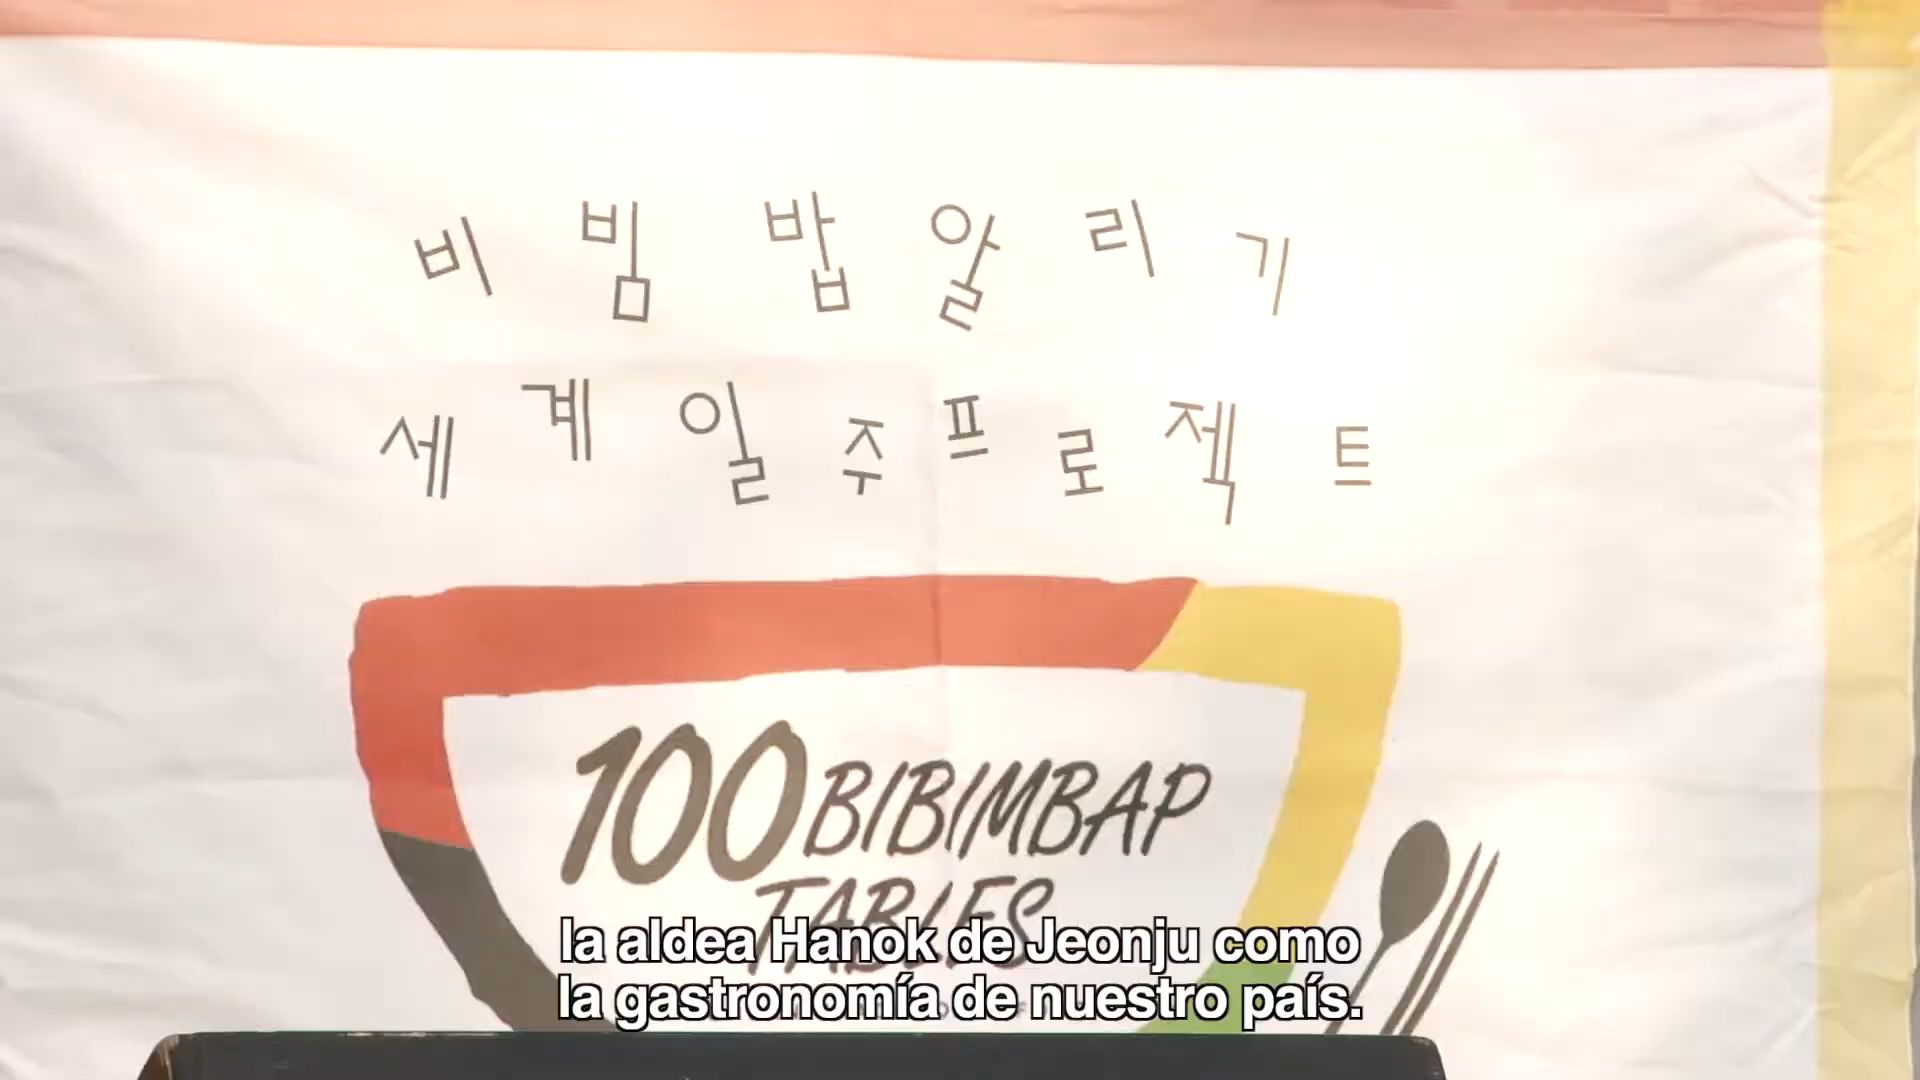 비빔밥알리기
세계일주프로젝트
100 BIBIMBAP
TABLES
la aldea Hanok de Jeonju como
la gastronomía de nuestro país.